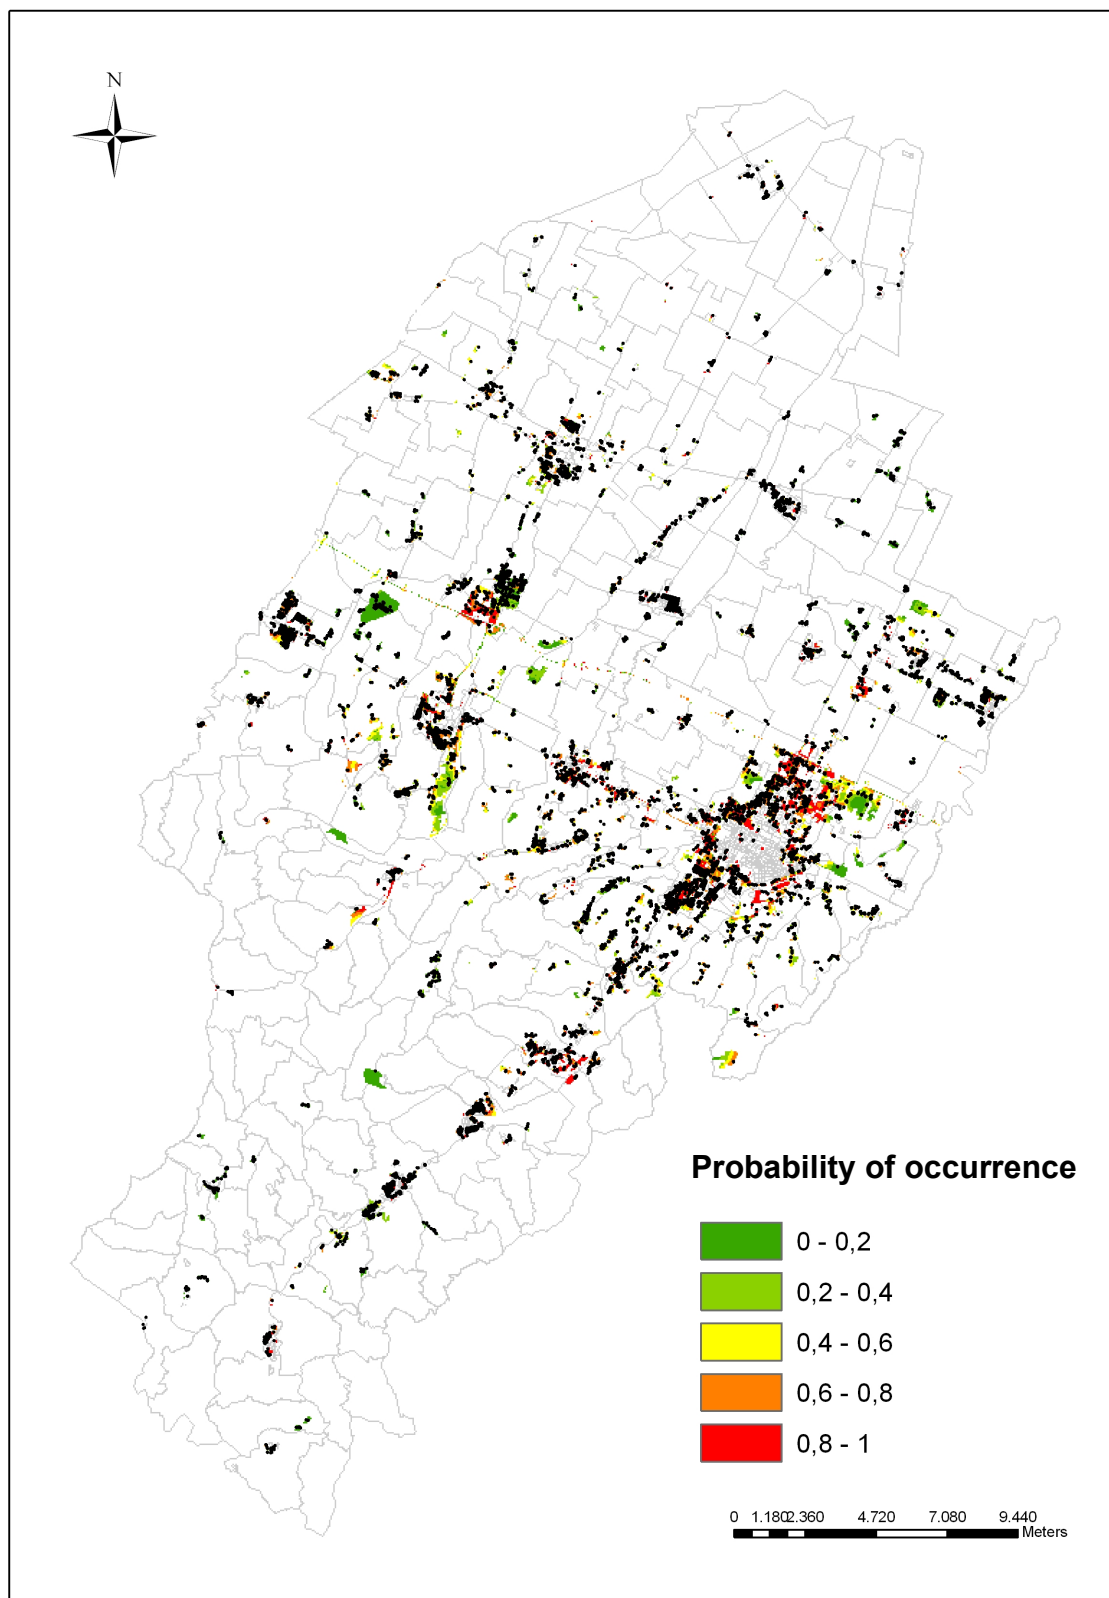 N
Probability of occurrence
0 - 0,2
0,2 - 0,4
0,4 - 0,6
0,6 - 0,8
0,8 - 1
0 1.180 2.360 4.720 7.080 9.440
Meters